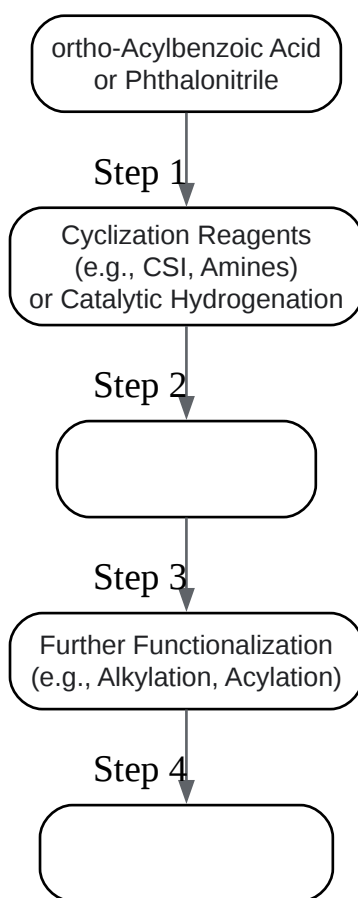 ortho-Acylbenzoic Acid
or Phthalonitrile
Step 1
Cyclization Reagents
(e.g., CSI, Amines)
or Catalytic Hydrogenation
Step 2
Step 3
Further Functionalization
(e.g., Alkylation, Acylation)
Step 4